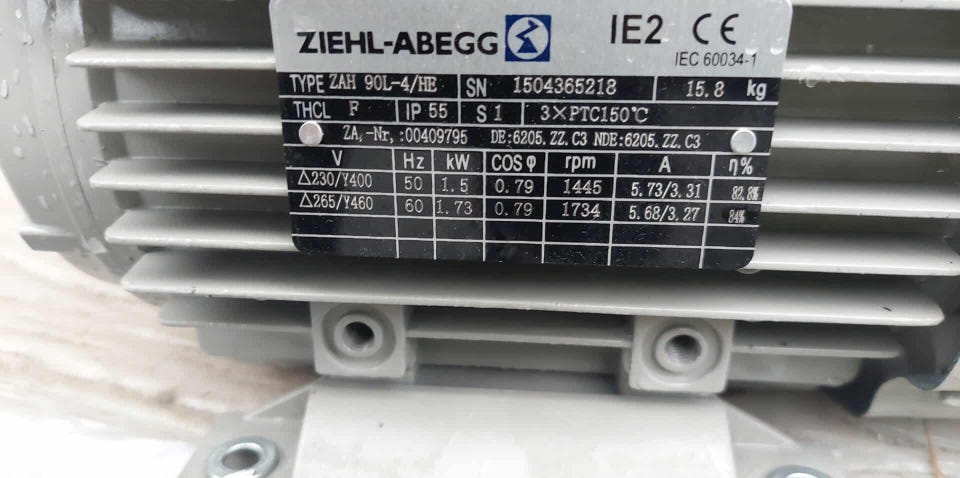 ZIEHL-ABEGG IE2 CE
IEC 60034-1
TYPE ZAH 90L-4/HE SN 1504365218 15.8 kg
THCL F IP 55 S 1 3×PTC150℃
ZA,-Nr,:00409795 DE:6205.ZZ.C3 NDE:6205.ZZ.C3
V Hz kW COSφ rpm A η%
△230/Y400 50 1.5 0.79 1445 5.73/3.31 82.8%
△265/Y460 60 1.73 0.79 1734 5.68/3.27 84%